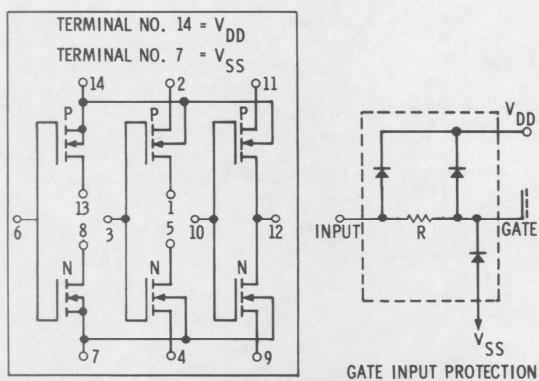 TERMINAL NO. 14 = VDD
TERMINAL NO. 7 = VSS
14 2 11
P P P
13 1
6 3 10 12
8 5
N N N
7 4 9
VDD
INPUT R GATE
VSS
GATE INPUT PROTECTION